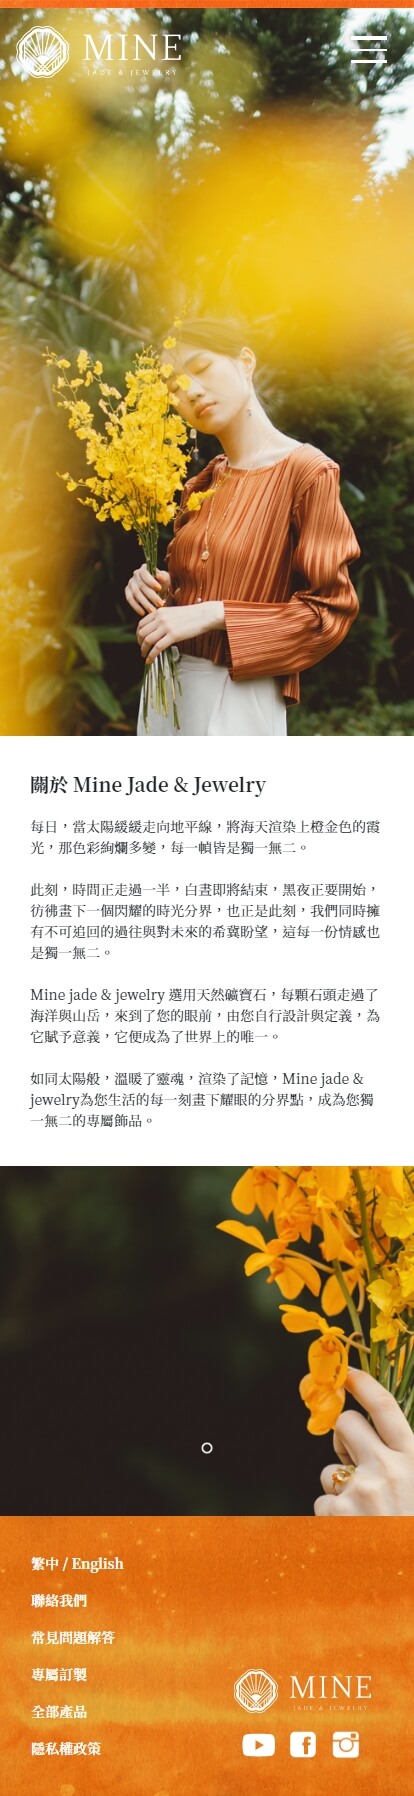 MINE
JADE & JEWELRY
關於 Mine Jade & Jewelry
每日，當太陽緩緩走向地平線，將海天渲染上橙金色的霞
光，那色彩絢爛多變，每一幀皆是獨一無二。
此刻，時間正走過一半，白晝即將結束，黑夜正要開始，
彷彿畫下一個閃耀的時光分界，也正是此刻，我們同時擁
有不可追回的過往與對未來的希冀盼望，這每一份情感也
是獨一無二。
Mine jade & jewelry 選用天然礦寶石，每顆石頭走過了
海洋與山岳，來到了您的眼前，由您自行設計與定義，為
它賦予意義，它便成為了世界上的唯一。
如同太陽般，溫暖了靈魂，渲染了記憶，Mine jade &
jewelry為您生活的每一刻畫下耀眼的分界點，成為您獨
一無二的專屬飾品。
繁中 / English
聯絡我們
常見問題解答
專屬訂製
全部產品
隱私權政策
MINE
JADE & JEWELRY